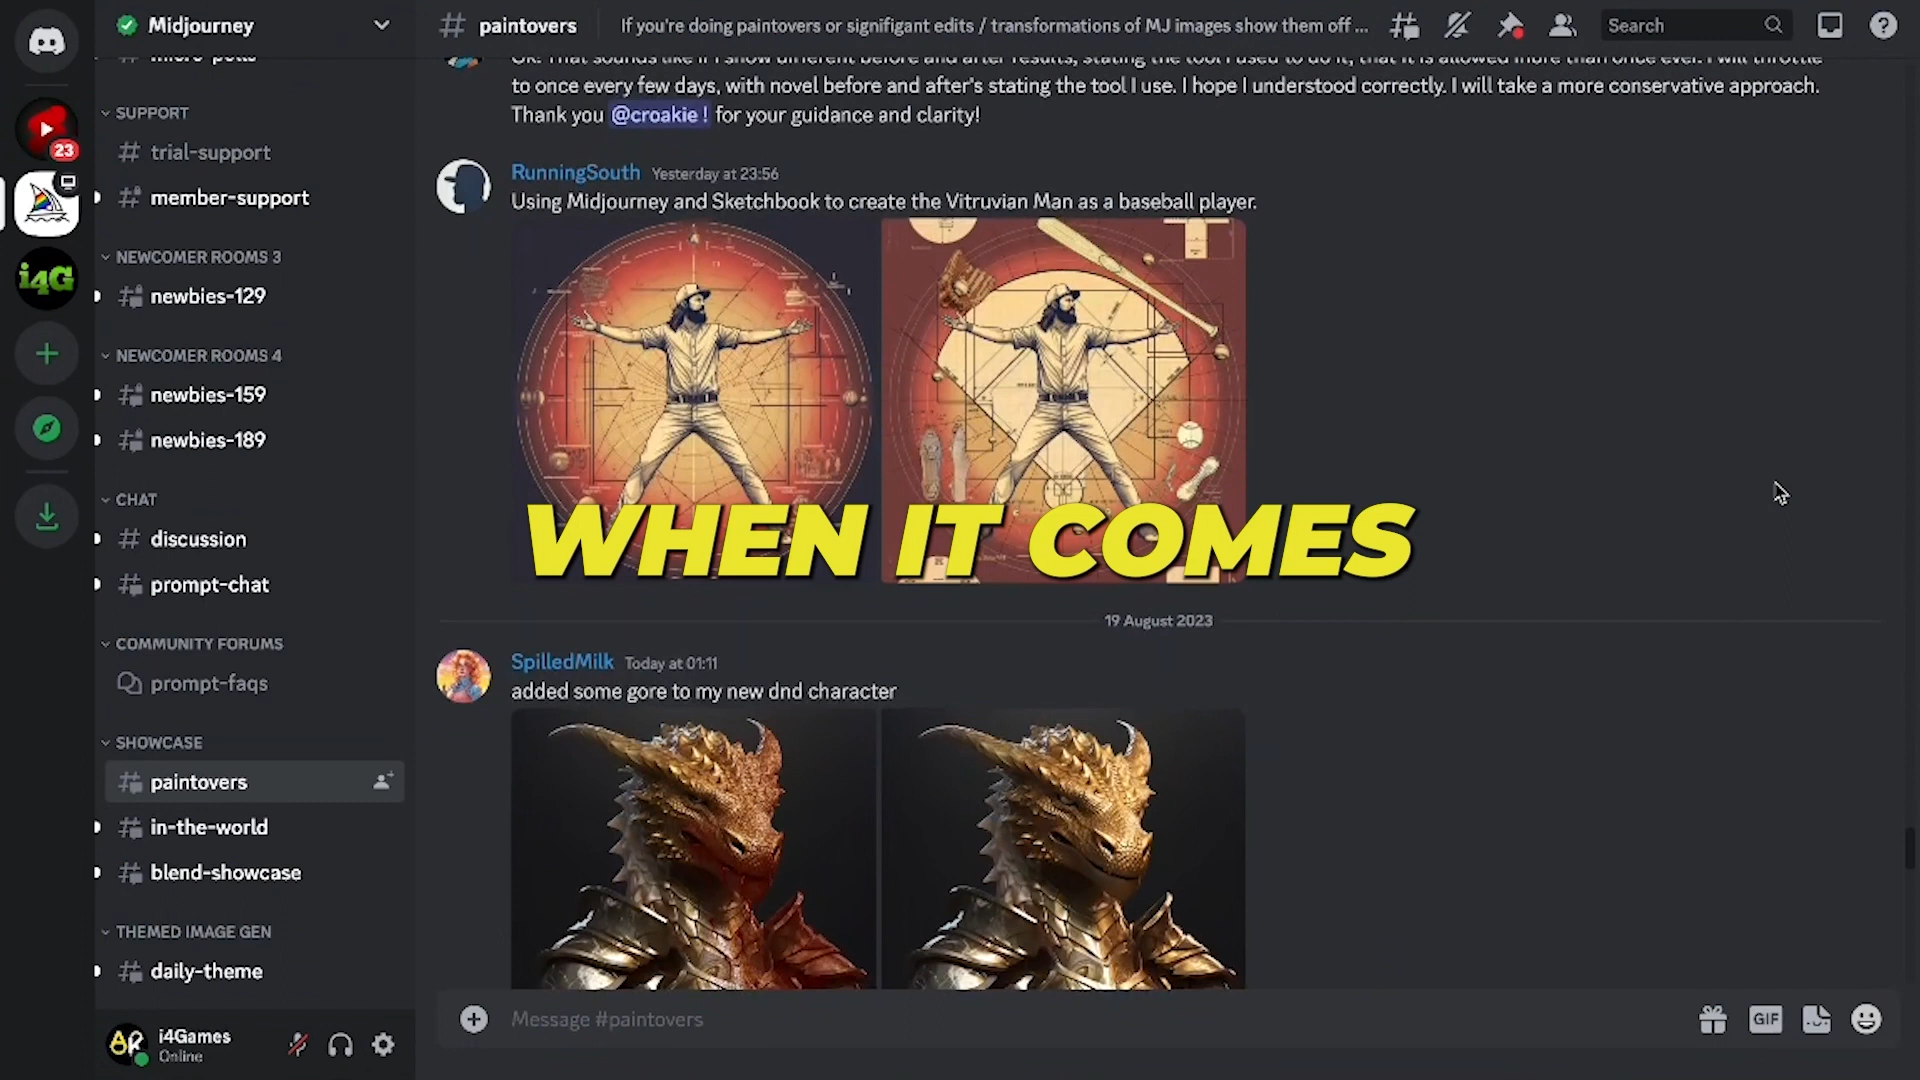 Midjourney
# paintovers
If you're doing paintovers or signifigant edits / transformations of MJ images show them off ...
Search
micro-polls
SUPPORT
trial-support
member-support
NEWCOMER ROOMS 3
newbies-129
NEWCOMER ROOMS 4
newbies-159
newbies-189
CHAT
discussion
prompt-chat
COMMUNITY FORUMS
prompt-faqs
SHOWCASE
paintovers
in-the-world
blend-showcase
THEMED IMAGE GEN
daily-theme
i4Games
Online
23
i4G
Ok! That sounds like if I show different before and after results, stating the tool I used to do it, that it is allowed more than once ever. I will throttle
to once every few days, with novel before and after's stating the tool I use. I hope I understood correctly. I will take a more conservative approach.
Thank you @croakie ! for your guidance and clarity!
RunningSouth Yesterday at 23:56
Using Midjourney and Sketchbook to create the Vitruvian Man as a baseball player.
WHEN IT COMES
19 August 2023
SpilledMilk Today at 01:11
added some gore to my new dnd character
Message #paintovers
GIF